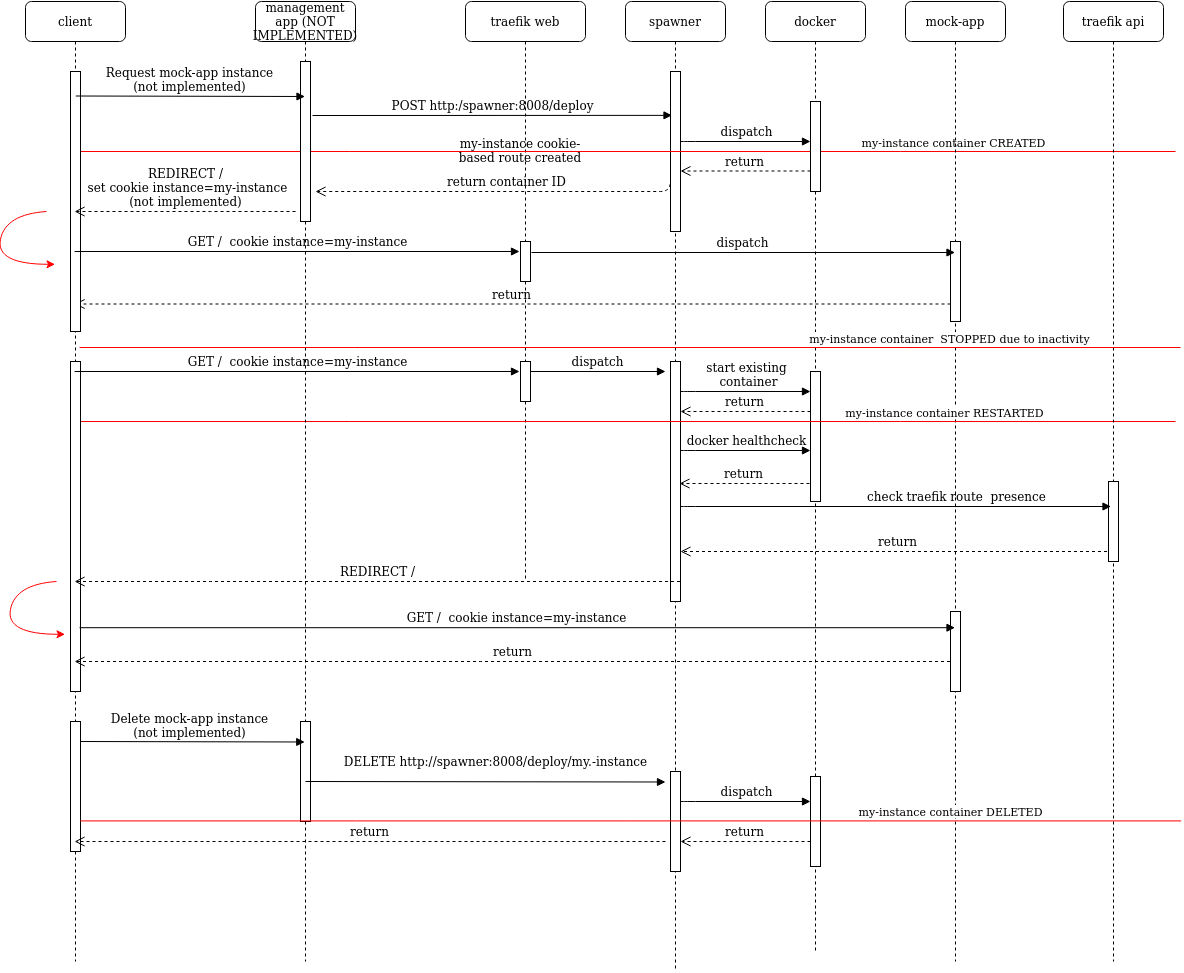 client
management
app (NOT
IMPLEMENTED)
traefik web
spawner
docker
mock-app
traefik api
Request mock-app instance
(not implemented)
POST http:/spawner:8008/deploy
dispatch
my-instance container CREATED
my-instance cookie-
based route created
return
REDIRECT /
set cookie instance=my-instance
(not implemented)
return container ID
GET /  cookie instance=my-instance
dispatch
return
my-instance container  STOPPED due to inactivity
GET /  cookie instance=my-instance
dispatch
start existing
container
return
my-instance container RESTARTED
docker healthcheck
return
check traefik route  presence
return
REDIRECT /
GET /  cookie instance=my-instance
return
Delete mock-app instance
(not implemented)
DELETE http://spawner:8008/deploy/my.-instance
dispatch
my-instance container DELETED
return
return